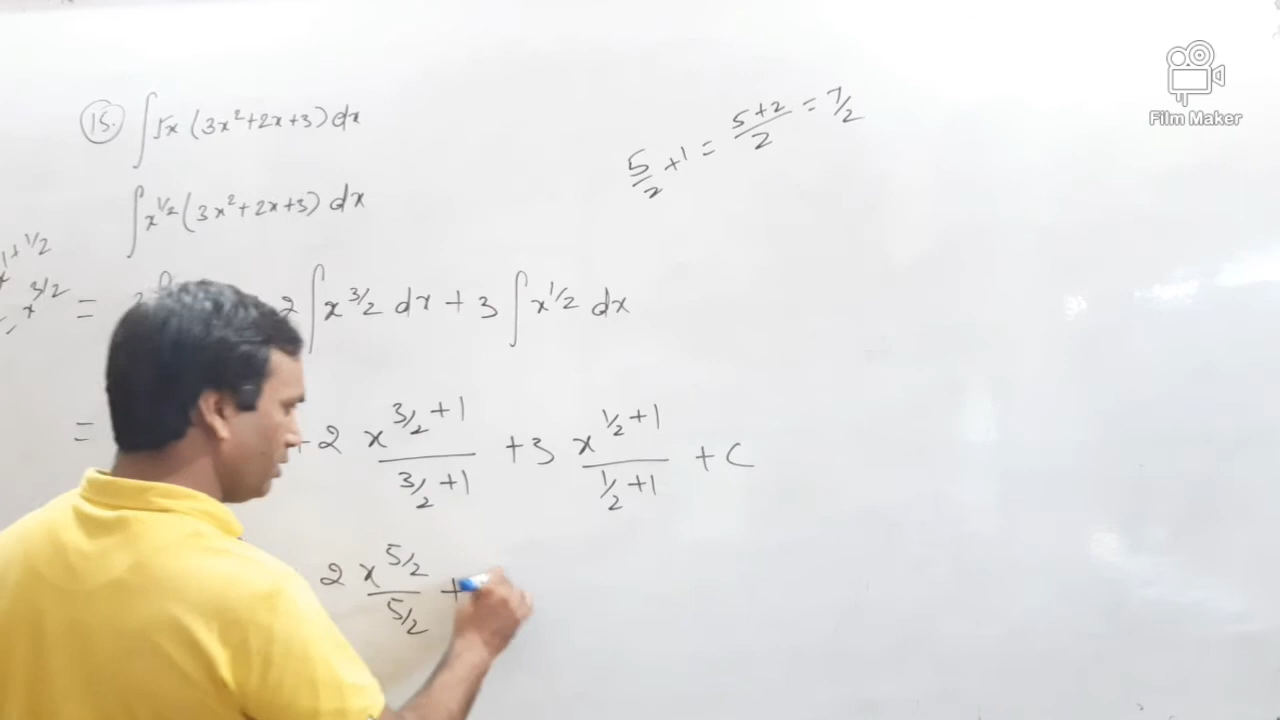 15. ∫√x (3x²+2x+3) dx
∫x^1/2 (3x²+2x+3) dx
5/2 + 1 = (5+2)/2 = 7/2
1+1/2
x^3/2
= 2 ∫ x^3/2 dx + 3 ∫ x^1/2 dx
= + 2 x^(3/2 + 1)/(3/2 + 1) + 3 x^(1/2 + 1)/(1/2 + 1) + C
2 x^5/2/(5/2) +
Film Maker